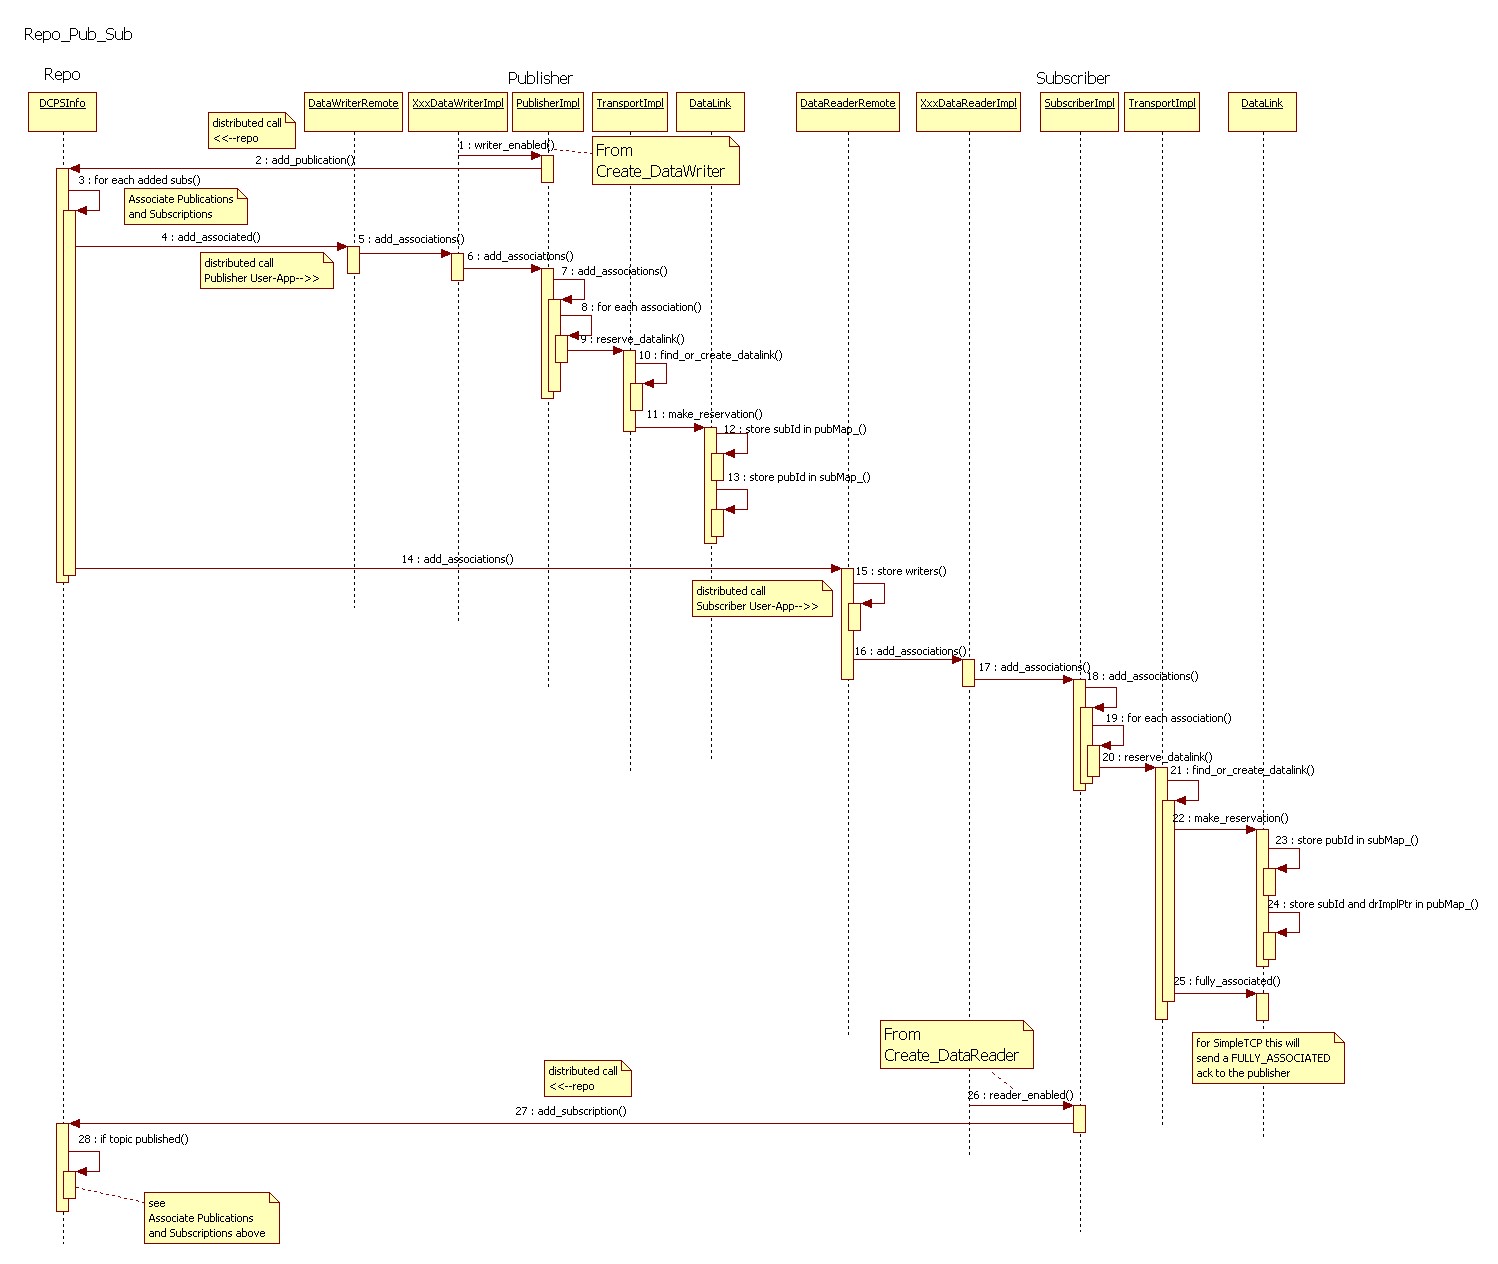 Repo_Pub_Sub
Repo
Publisher
Subscriber
DCPSInfo
DataWriterRemote
XxxDataWriterImpl
PublisherImpl
TransportImpl
DataLink
DataReaderRemote
XxxDataReaderImpl
SubscriberImpl
TransportImpl
DataLink
distributed call
<<--repo
1 : writer_enabled()
From
Create_DataWriter
2 : add_publication()
3 : for each added subs()
Associate Publications
and Subscriptions
4 : add_associated()
5 : add_associations()
distributed call
Publisher User-App-->>
6 : add_associations()
7 : add_associations()
8 : for each association()
9 : reserve_datalink()
10 : find_or_create_datalink()
11 : make_reservation()
12 : store subId in pubMap_()
13 : store pubId in subMap_()
14 : add_associations()
15 : store writers()
distributed call
Subscriber User-App-->>
16 : add_associations()
17 : add_associations()
18 : add_associations()
19 : for each association()
20 : reserve_datalink()
21 : find_or_create_datalink()
22 : make_reservation()
23 : store pubId in subMap_()
24 : store subId and drImplPtr in pubMap_()
25 : fully_associated()
for SimpleTCP this will
send a FULLY_ASSOCIATED
ack to the publisher
From
Create_DataReader
distributed call
<<--repo
26 : reader_enabled()
27 : add_subscription()
28 : if topic published()
see
Associate Publications
and Subscriptions above